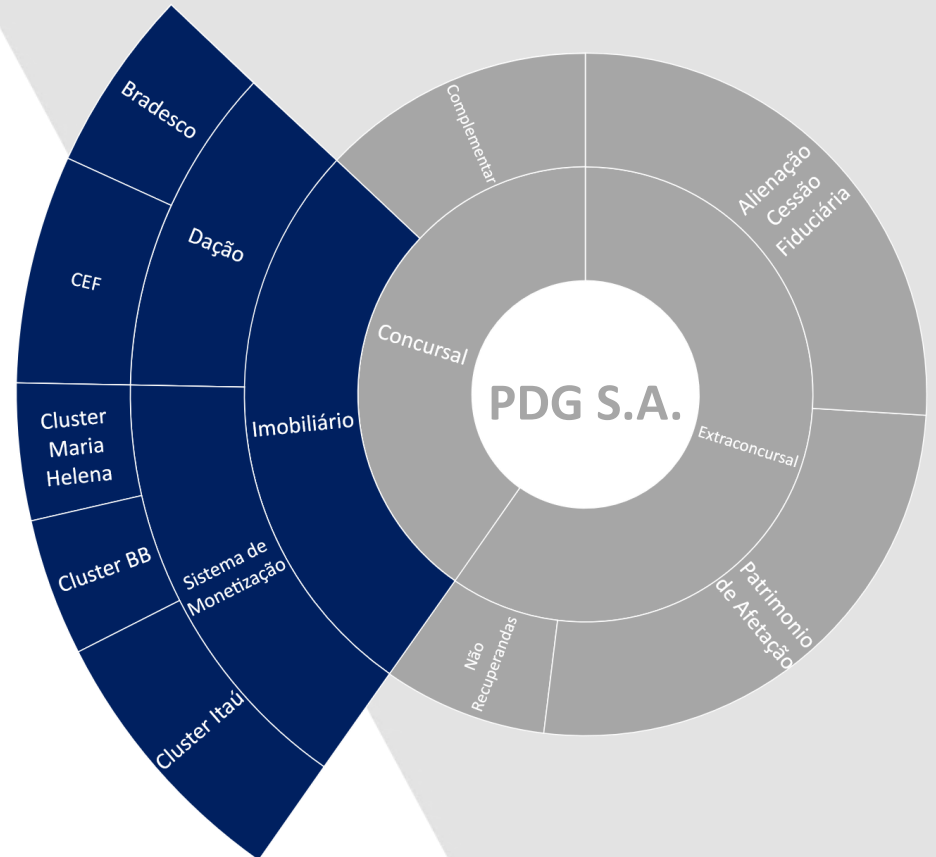 Bradesco
Complementar
Alienação
Cessão
Fiduciária
Dação
CEF
Concursal
PDG S.A.
Imobiliário
Cluster
Maria
Helena
Extraconcursal
Cluster BB
Sistema de
Monetização
Patrimonio
de Afetação
Não
Recuperandas
Cluster Itaú